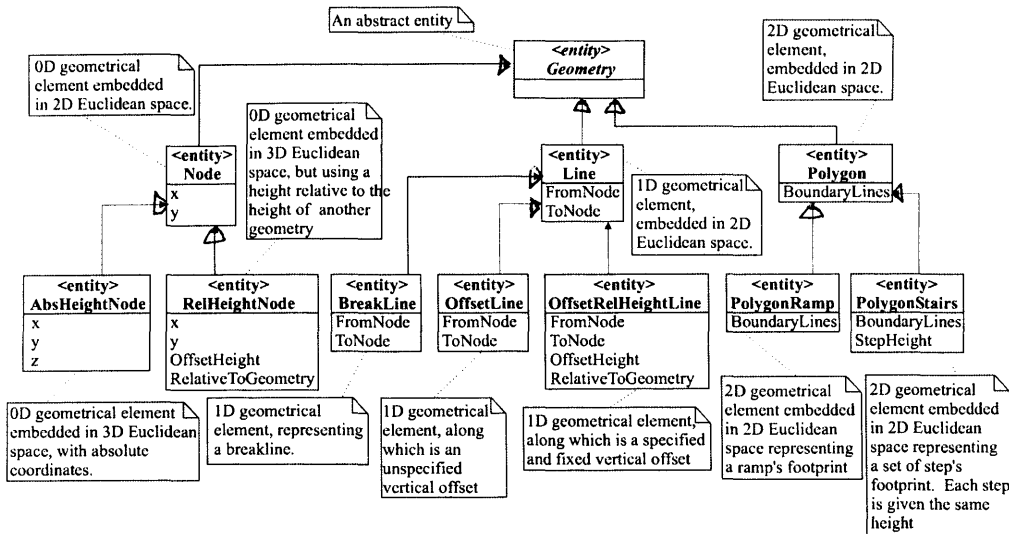 An abstract entity
<entity>
Geometry
2D geometrical
element,
embedded in 2D
Euclidean space.
0D geometrical
element embedded
in 2D Euclidean space.
0D geometrical
element embedded
in 3D Euclidean
space, but using a
height relative to the
height of another
geometry
<entity>
Node
x
y
<entity>
Line
FromNode
ToNode
1D geometrical
element,
embedded in 2D
Euclidean space.
<entity>
Polygon
BoundaryLines
<entity>
AbsHeightNode
x
y
z
<entity>
RelHeightNode
x
y
OffsetHeight
RelativeToGeometry
<entity>
BreakLine
FromNode
ToNode
<entity>
OffsetLine
FromNode
ToNode
<entity>
OffsetRelHeightLine
FromNode
ToNode
OffsetHeight
RelativeToGeometry
<entity>
PolygonRamp
BoundaryLines
<entity>
PolygonStairs
BoundaryLines
StepHeight
0D geometrical element
embedded in 3D Euclidean
space, with absolute
coordinates.
1D geometrical
element, representing
a breakline.
1D geometrical
element, along
which is an
unspecified
vertical offset
1D geometrical element,
along which is a specified
and fixed vertical offset
2D geometrical
element embedded
in 2D Euclidean
space representing
a ramp's footprint
2D geometrical
element embedded
in 2D Euclidean
space representing
a set of step's
footprint. Each step
is given the same
height